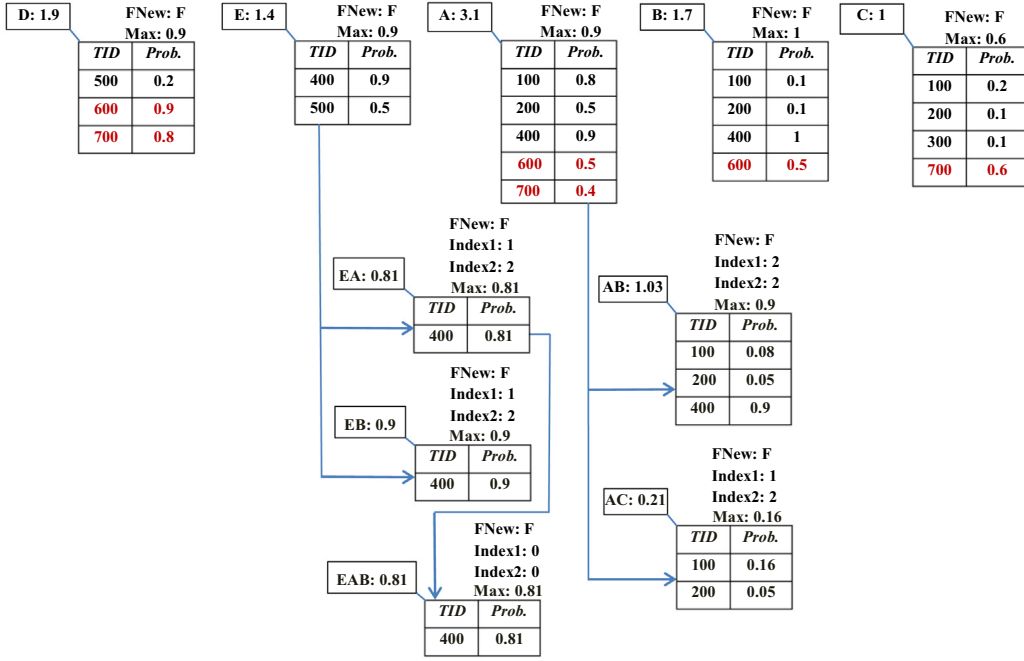 D: 1.9
FNew: F
Max: 0.9
TID Prob.
500 0.2
600 0.9
700 0.8
E: 1.4
FNew: F
Max: 0.9
TID Prob.
400 0.9
500 0.5
A: 3.1
FNew: F
Max: 0.9
TID Prob.
100 0.8
200 0.5
400 0.9
600 0.5
700 0.4
B: 1.7
FNew: F
Max: 1
TID Prob.
100 0.1
200 0.1
400 1
600 0.5
C: 1
FNew: F
Max: 0.6
TID Prob.
100 0.2
200 0.1
300 0.1
700 0.6
EA: 0.81
FNew: F
Index1: 1
Index2: 2
Max: 0.81
TID Prob.
400 0.81
AB: 1.03
FNew: F
Index1: 2
Index2: 2
Max: 0.9
TID Prob.
100 0.08
200 0.05
400 0.9
EB: 0.9
FNew: F
Index1: 1
Index2: 2
Max: 0.9
TID Prob.
400 0.9
AC: 0.21
FNew: F
Index1: 1
Index2: 2
Max: 0.16
TID Prob.
100 0.16
200 0.05
EAB: 0.81
FNew: F
Index1: 0
Index2: 0
Max: 0.81
TID Prob.
400 0.81